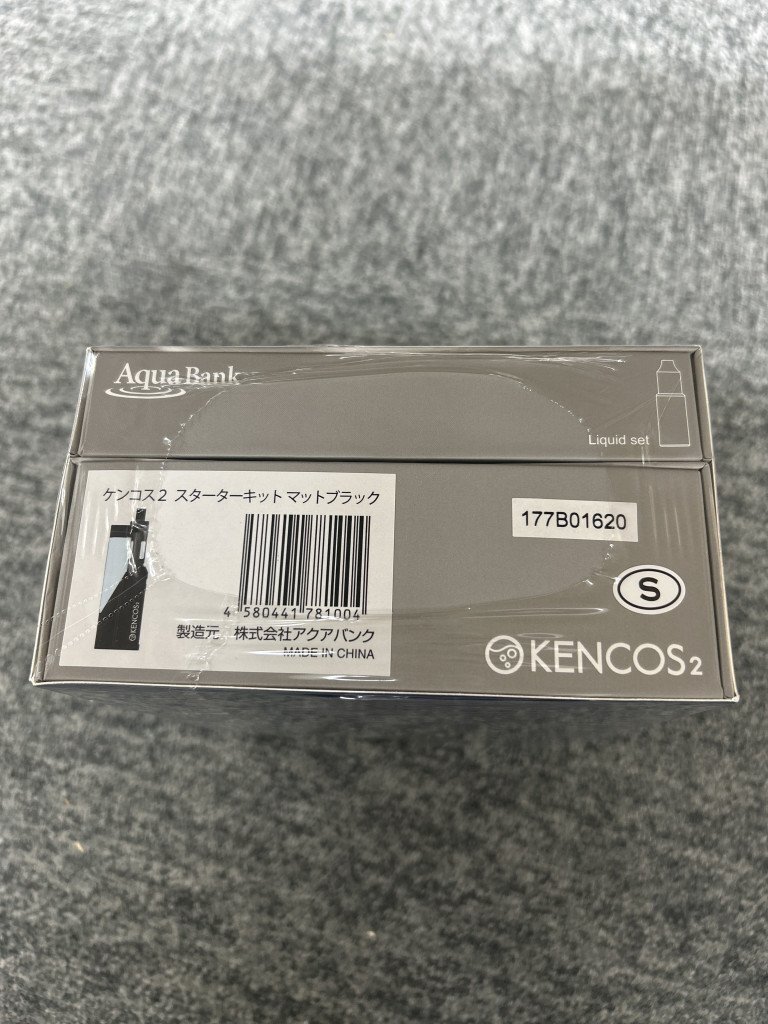 Aqua Bank
Liquid set
ケンコス2 スターターキット マットブラック
177B01620
4 580441 781004
S
製造元 株式会社アクアバンク
MADE IN CHINA
KENCOS2
KENCOS2